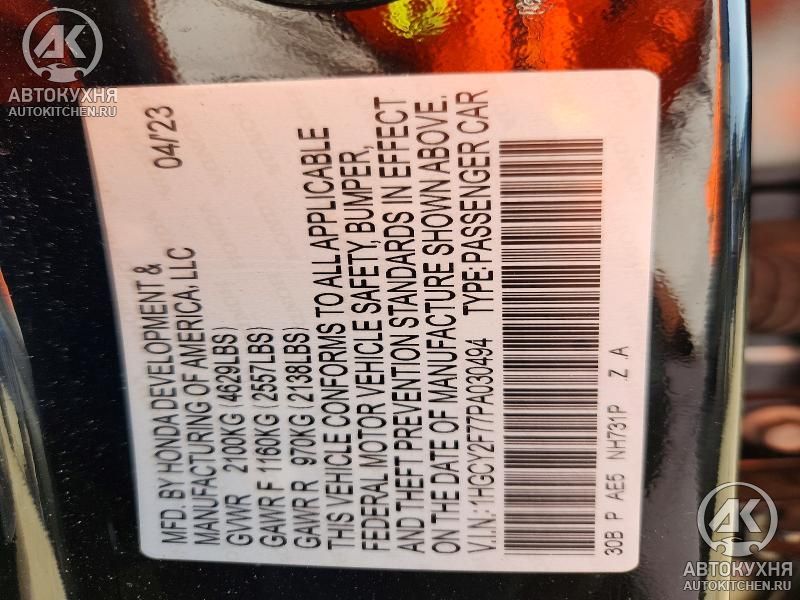 AK
АВТОКУХНЯ
AUTOKITCHEN.RU
MFD. BY HONDA DEVELOPMENT &
MANUFACTURING OF AMERICA, LLC 04/'23
GVWR 2100KG (4629LBS)
GAWR F 1160KG (2557LBS)
GAWR R 970KG (2138LBS)
THIS VEHICLE CONFORMS TO ALL APPLICABLE
FEDERAL MOTOR VEHICLE SAFETY, BUMPER,
AND THEFT PREVENTION STANDARDS IN EFFECT
ON THE DATE OF MANUFACTURE SHOWN ABOVE.
V.I.N.: 1HGCY2F77PA030494 TYPE:PASSENGER CAR
30B P AE5 NH731P .Z .A
AK
АВТОКУХНЯ
AUTOKITCHEN.RU